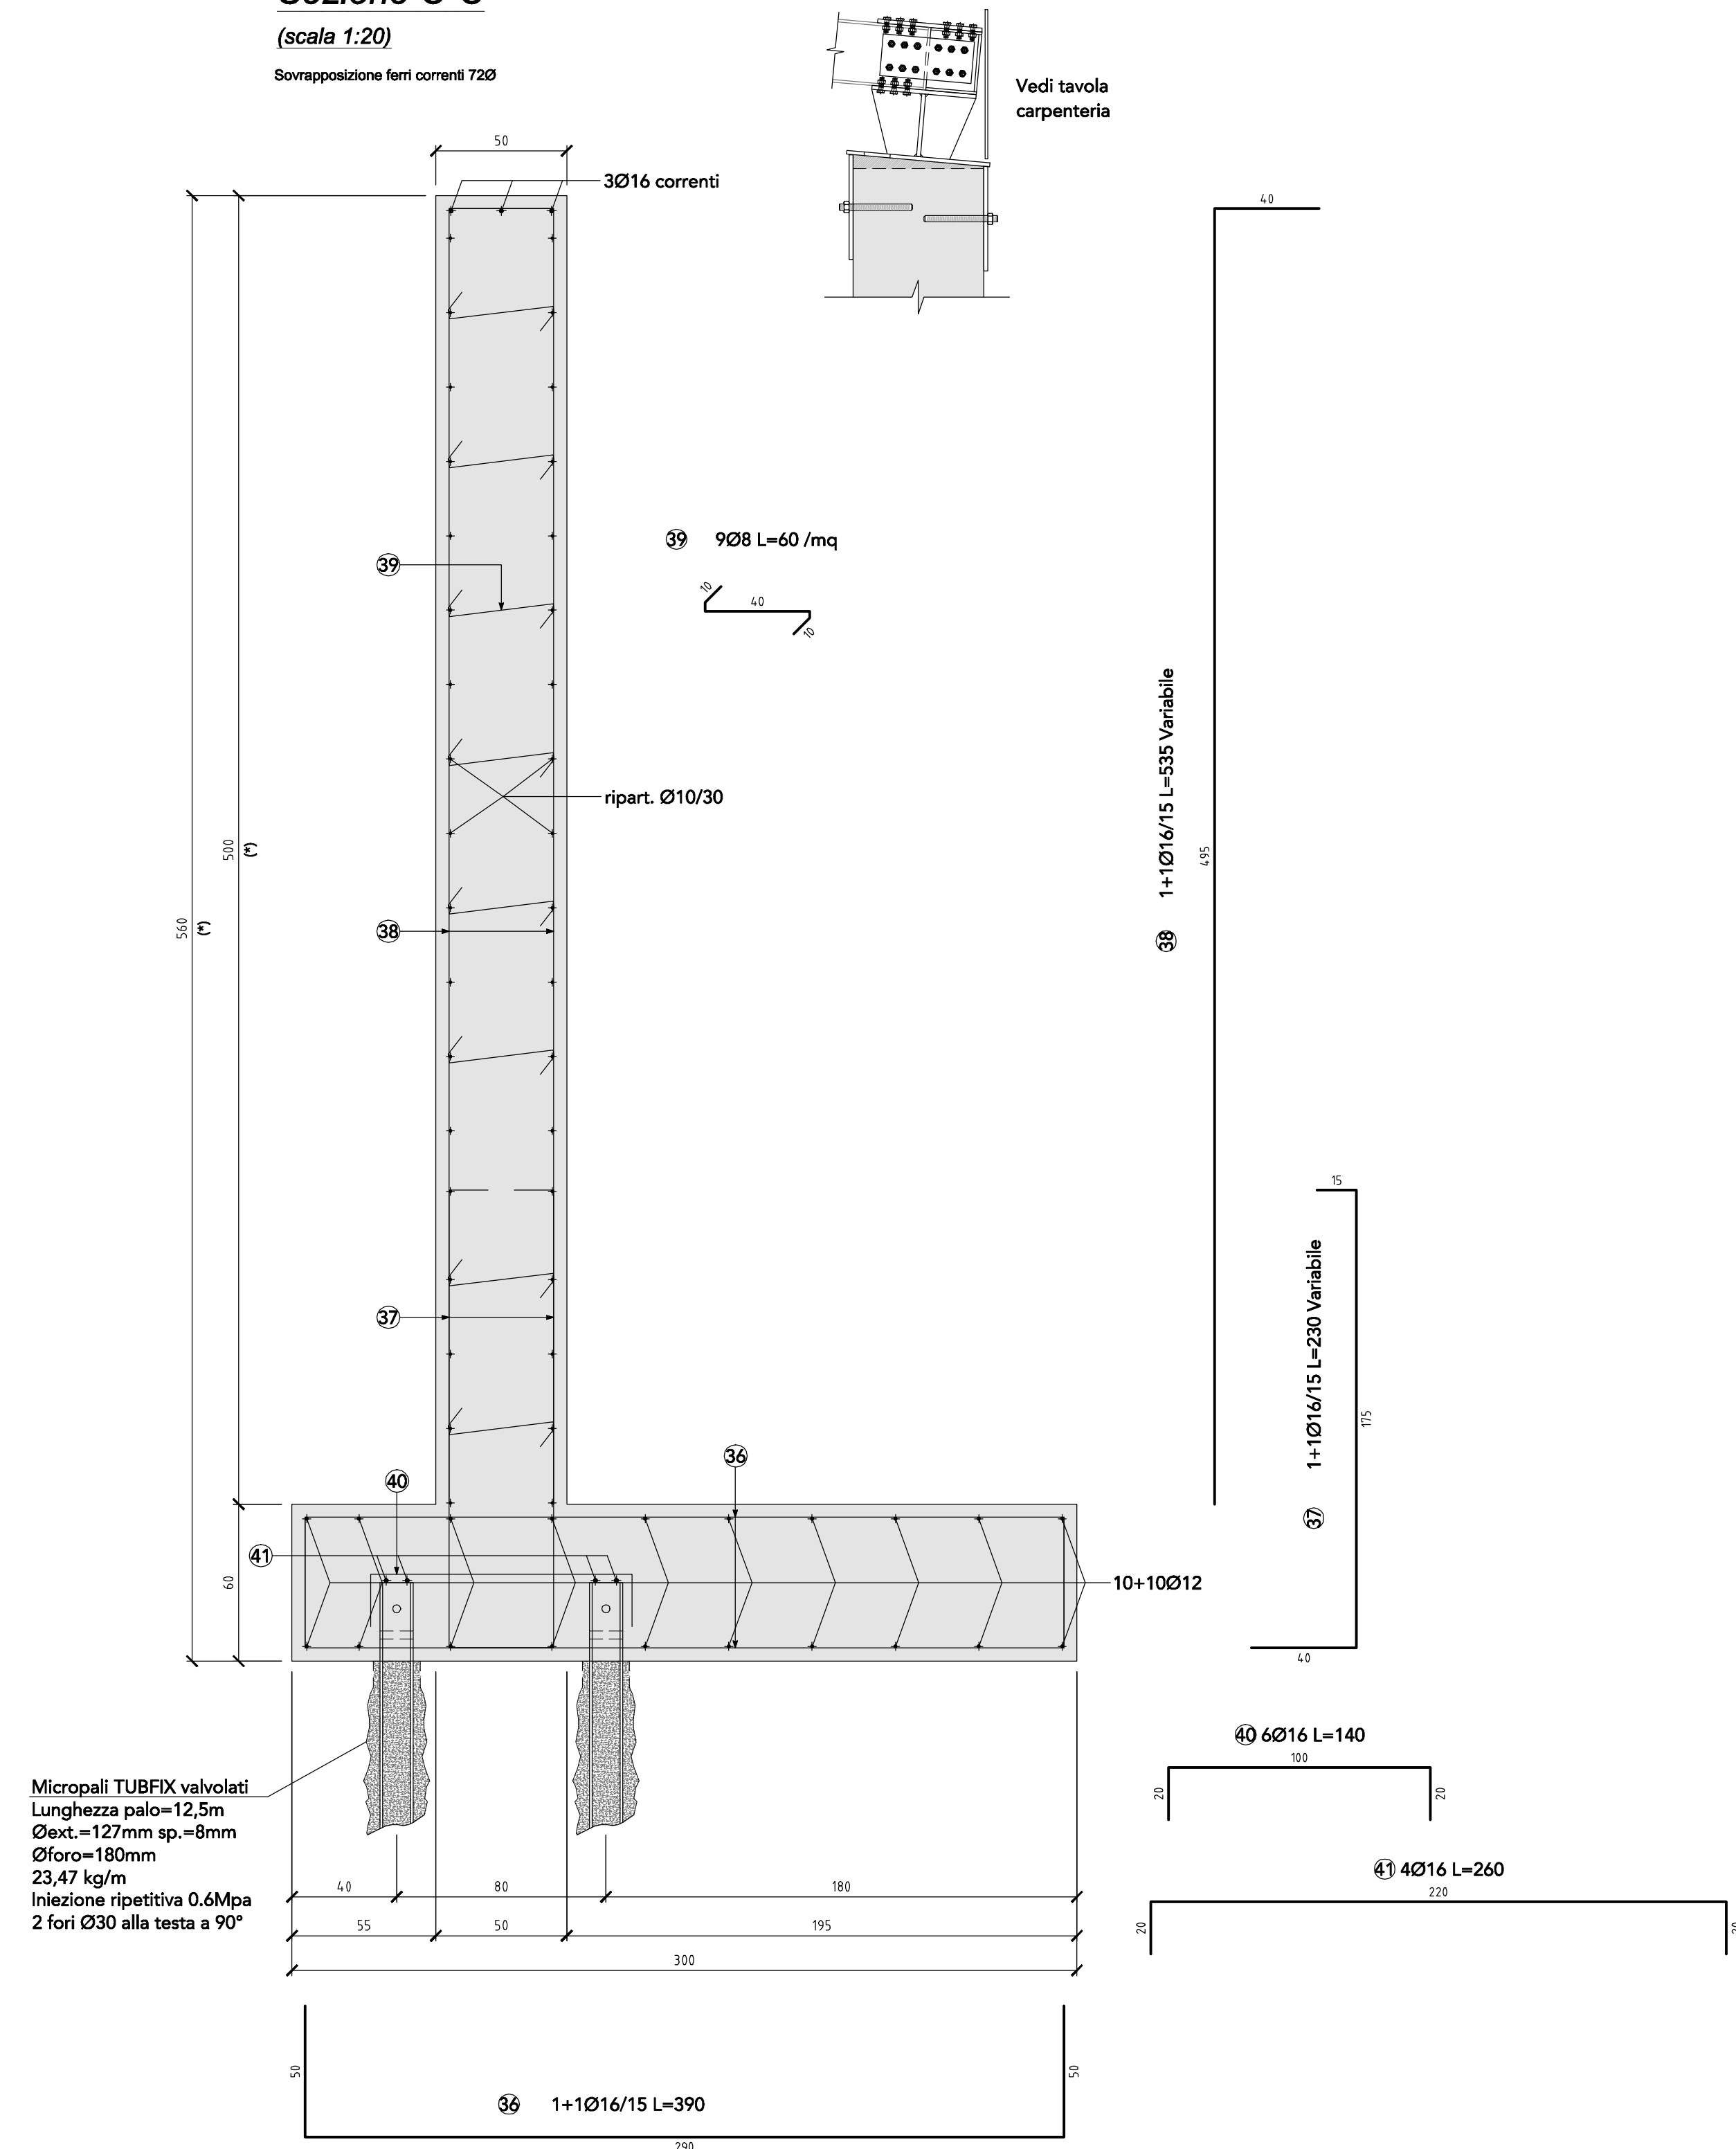 (scala 1:20)
Sovrapposizione ferri correnti 72Ø
Vedi tavola
carpenteria
50
3Ø16 correnti
40
39
9Ø8 L=60 /mq
10
40
10
39
ripart. Ø10/30
500
(*)
560
(*)
38
1+1Ø16/15 L=535 Variabile
38
495
15
37
1+1Ø16/15 L=230 Variabile
37
175
40
36
40
41
60
10+10Ø12
40 6Ø16 L=140
100
20
20
Micropali TUBFIX valvolati
Lunghezza palo=12,5m
Øext.=127mm sp.=8mm
Øforo=180mm
23,47 kg/m
Iniezione ripetitiva 0.6Mpa
2 fori Ø30 alla testa a 90°
41 4Ø16 L=260
220
20
20
40
80
180
55
50
195
300
50
50
36
1+1Ø16/15 L=390
290